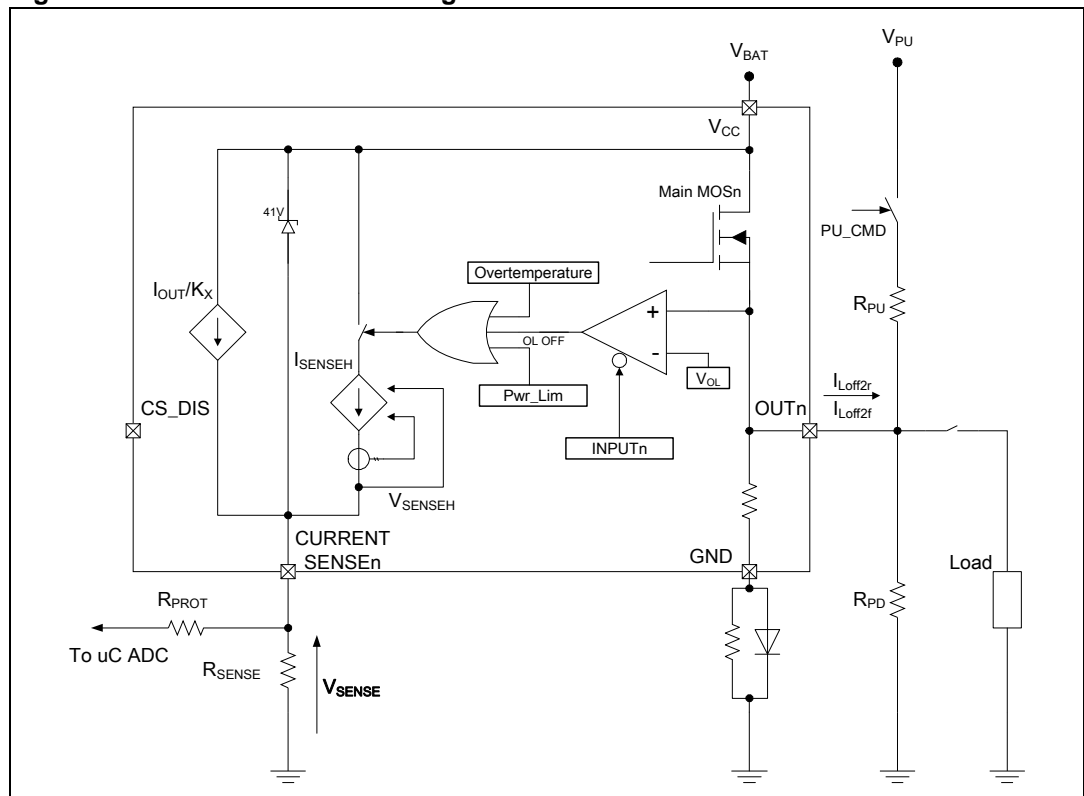 V_BAT
V_PU
V_CC
Main MOSn
41V
PU_CMD
Overtemperature
I_OUT/K_X
R_PU
+
OL OFF
-
I_SENSEH
V_OL
Pwr_Lim
I_Loff2r
I_Loff2f
CS_DIS
OUTn
INPUTn
V_SENSEH
CURRENT
SENSEn
GND
Load
R_PROT
R_PD
To uC ADC
R_SENSE
V_SENSE